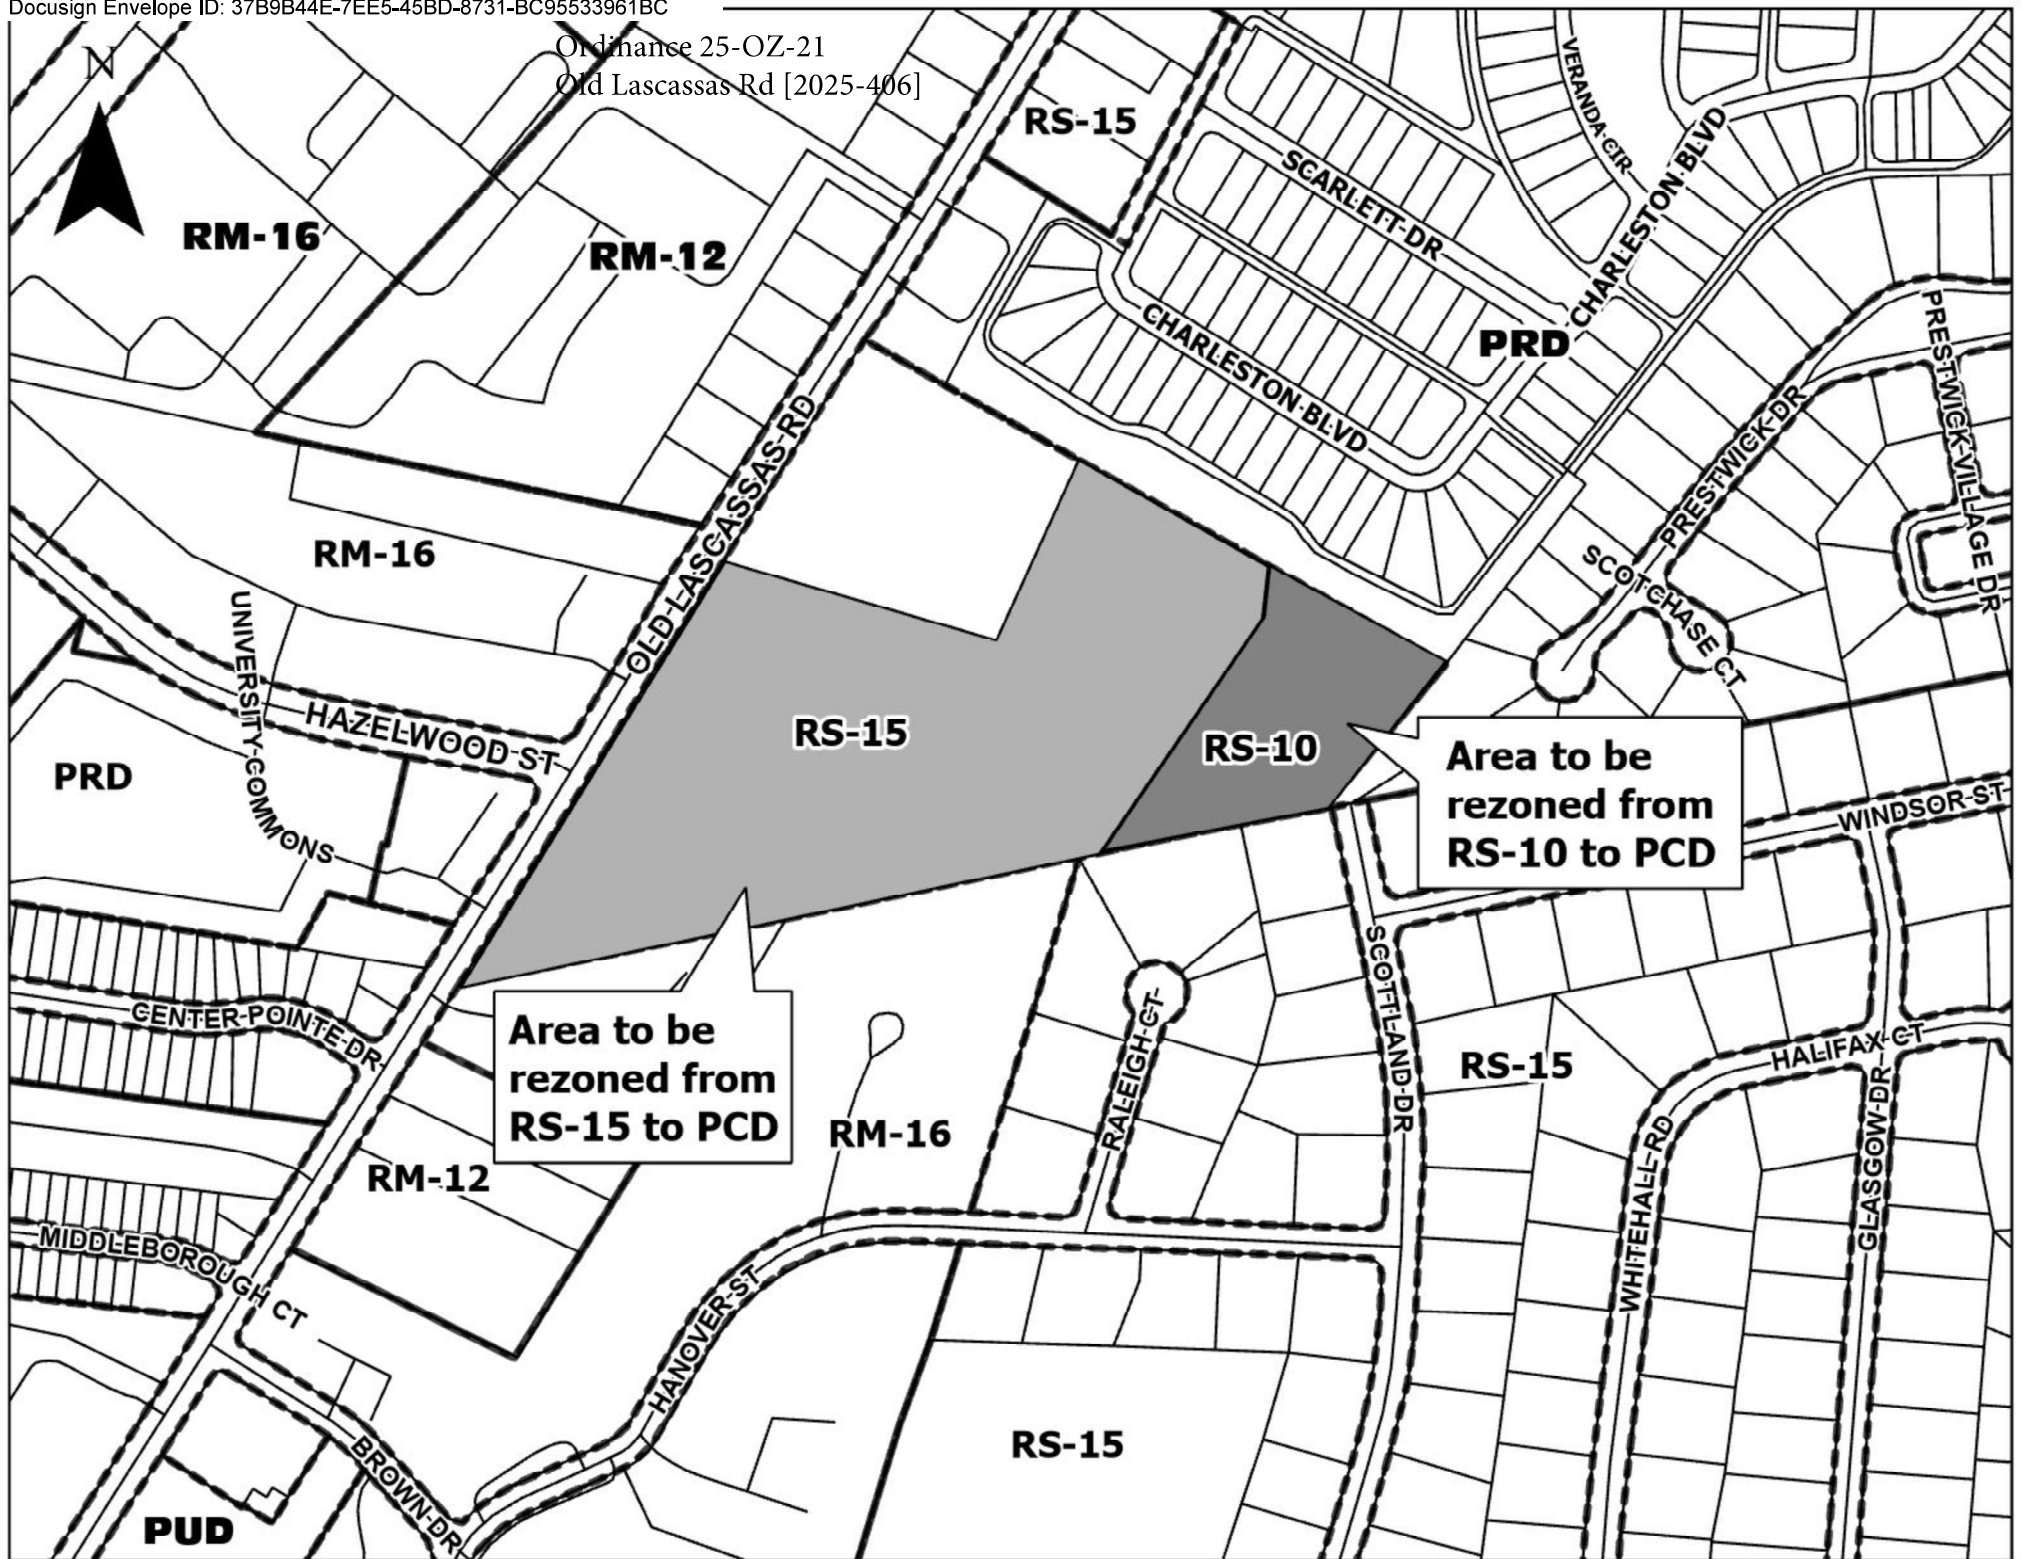 Docusign Envelope ID: 37B9B44E-7EE5-45BD-8731-BC95533961BC
N
Ordinance 25-OZ-21
Old Lascassas Rd [2025-406]
RS-15
VERANDA CIR
CHARLESTON BLVD
SCARLETT DR
RM-16
RM-12
PRD
CHARLESTON BLVD
PRESTWICK VILLAGE DR
PRESTWICK DR
OLD LASCASSAS RD
RM-16
SCOTCHASE CT
UNIVERSITY COMMONS
HAZELWOOD ST
RS-15
RS-10
PRD
Area to be
rezoned from
RS-10 to PCD
WINDSOR ST
SCOTTLAND DR
CENTER POINTE DR
Area to be
rezoned from
RS-15 to PCD
RALEIGH CT
RS-15
HALIFAX CT
RM-16
RM-12
WHITEHALL RD
GLASGOW DR
MIDDLEBOROUGH CT
HANOVER ST
RS-15
BROWN DR
PUD